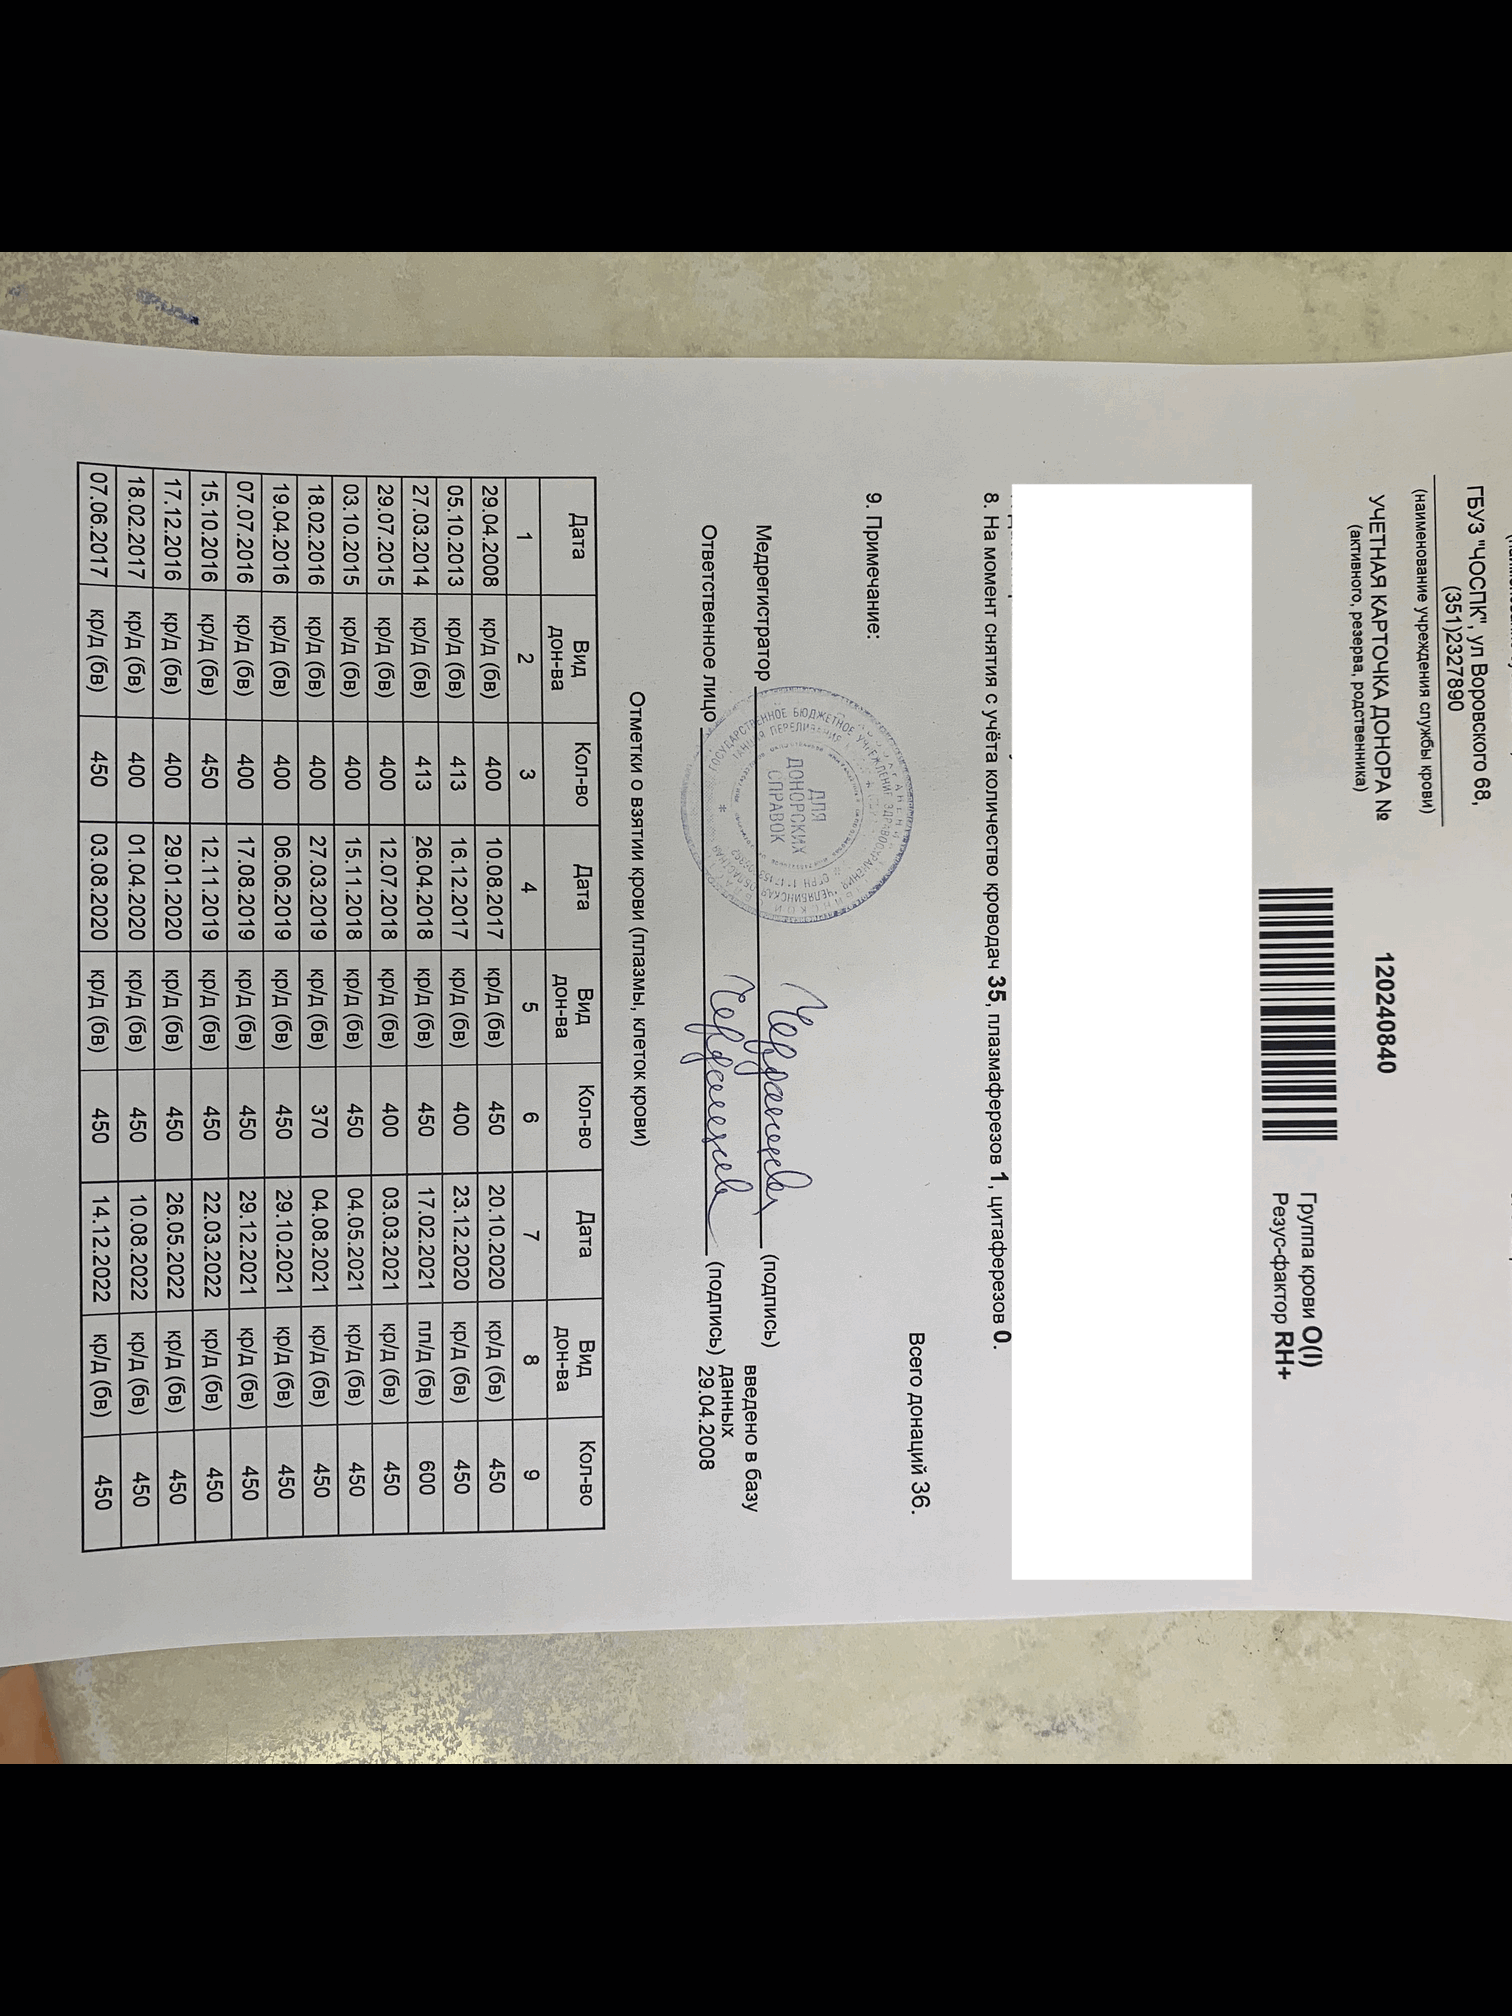 ГБУЗ "ЧОСПК", ул Воровского 68,
(351)2327890
(наименование учреждения службы крови)
УЧЕТНАЯ КАРТОЧКА ДОНОРА № 120240840
(активного, резерва, родственника)
Группа крови O(I)
Резус-фактор RH+
8. На момент снятия с учёта количество кроводач 35, плазмаферезов 1, цитаферезов 0.
Всего донаций 36.
9. Примечание:
Медрегистратор (подпись)
Ответственное лицо (подпись)
введено в базу
данных
29.04.2008
ДЛЯ
ДОНОРСКИХ
СПРАВОК
Отметки о взятии крови (плазмы, клеток крови)
Дата Вид дон-ва Кол-во Дата Вид дон-ва Кол-во Дата Вид дон-ва Кол-во
1 2 3 4 5 6 7 8 9
29.04.2008 кр/д (бв) 400 10.08.2017 кр/д (бв) 450 20.10.2020 кр/д (бв) 450
05.10.2013 кр/д (бв) 413 16.12.2017 кр/д (бв) 400 23.12.2020 кр/д (бв) 450
27.03.2014 кр/д (бв) 413 26.04.2018 кр/д (бв) 450 17.02.2021 пл/д (бв) 600
29.07.2015 кр/д (бв) 400 12.07.2018 кр/д (бв) 400 03.03.2021 кр/д (бв) 450
03.10.2015 кр/д (бв) 400 15.11.2018 кр/д (бв) 450 04.05.2021 кр/д (бв) 450
18.02.2016 кр/д (бв) 400 27.03.2019 кр/д (бв) 370 04.08.2021 кр/д (бв) 450
19.04.2016 кр/д (бв) 400 06.06.2019 кр/д (бв) 450 29.10.2021 кр/д (бв) 450
07.07.2016 кр/д (бв) 400 17.08.2019 кр/д (бв) 450 29.12.2021 кр/д (бв) 450
15.10.2016 кр/д (бв) 450 12.11.2019 кр/д (бв) 450 22.03.2022 кр/д (бв) 450
17.12.2016 кр/д (бв) 400 29.01.2020 кр/д (бв) 450 26.05.2022 кр/д (бв) 450
18.02.2017 кр/д (бв) 400 01.04.2020 кр/д (бв) 450 10.08.2022 кр/д (бв) 450
07.06.2017 кр/д (бв) 450 03.08.2020 кр/д (бв) 450 14.12.2022 кр/д (бв) 450